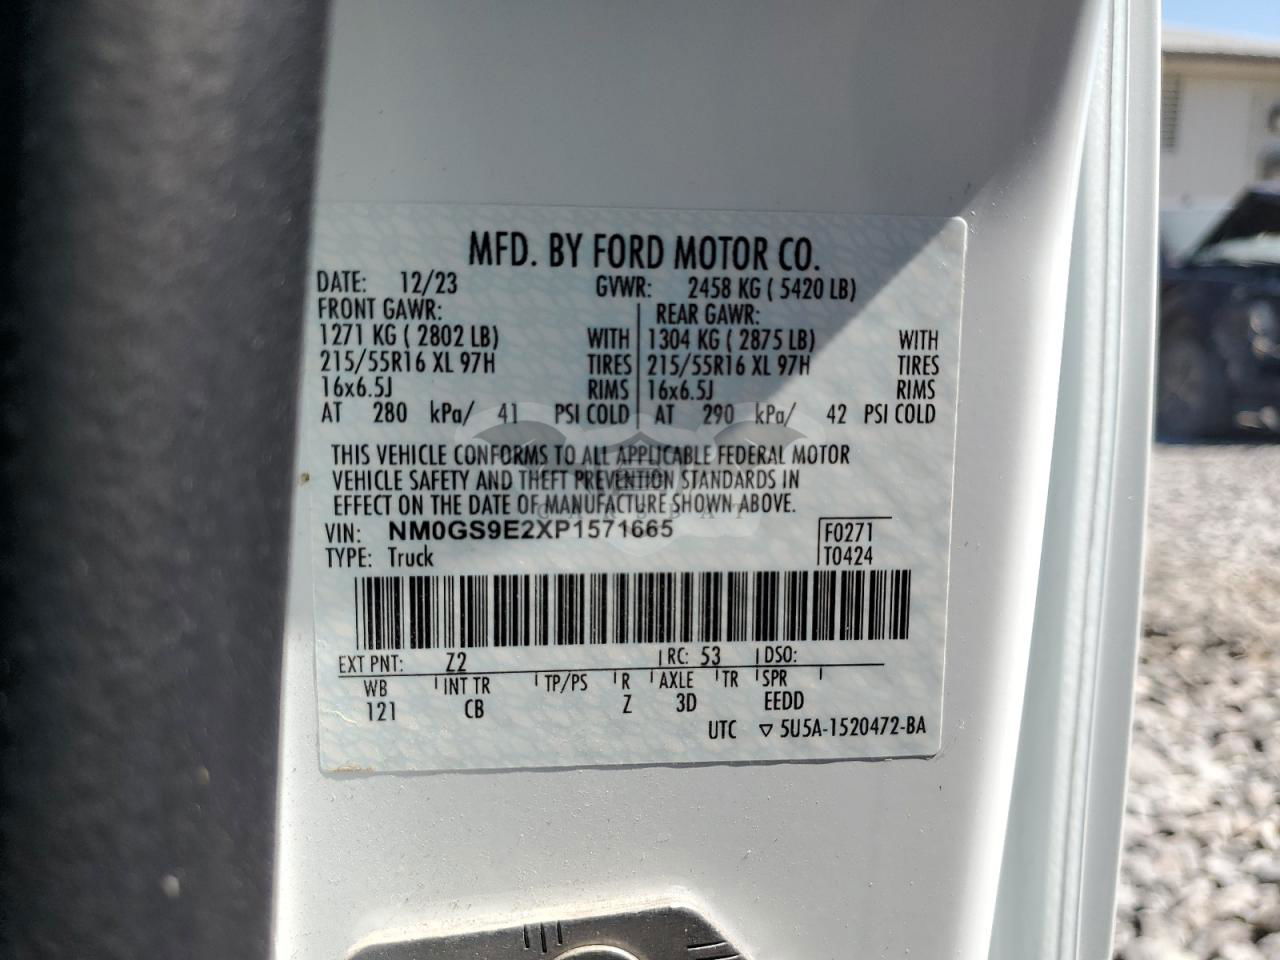 MFD. BY FORD MOTOR CO.
DATE: 12/23 GVWR: 2458 KG ( 5420 LB)
FRONT GAWR: REAR GAWR:
1271 KG ( 2802 LB) WITH 1304 KG ( 2875 LB) WITH
215/55R16 XL 97H TIRES 215/55R16 XL 97H TIRES
16x6.5J RIMS 16x6.5J RIMS
AT 280 kPa/ 41 PSI COLD AT 290 kPa/ 42 PSI COLD
THIS VEHICLE CONFORMS TO ALL APPLICABLE FEDERAL MOTOR
VEHICLE SAFETY AND THEFT PREVENTION STANDARDS IN
EFFECT ON THE DATE OF MANUFACTURE SHOWN ABOVE.
VIN: NM0GS9E2XP1571665 F0271
TYPE: Truck T0424
EXT PNT: Z2 RC: 53 DSO:
WB INT TR TP/PS R AXLE TR SPR
121 CB Z 3D EEDD
UTC ▽ 5U5A-1520472-BA